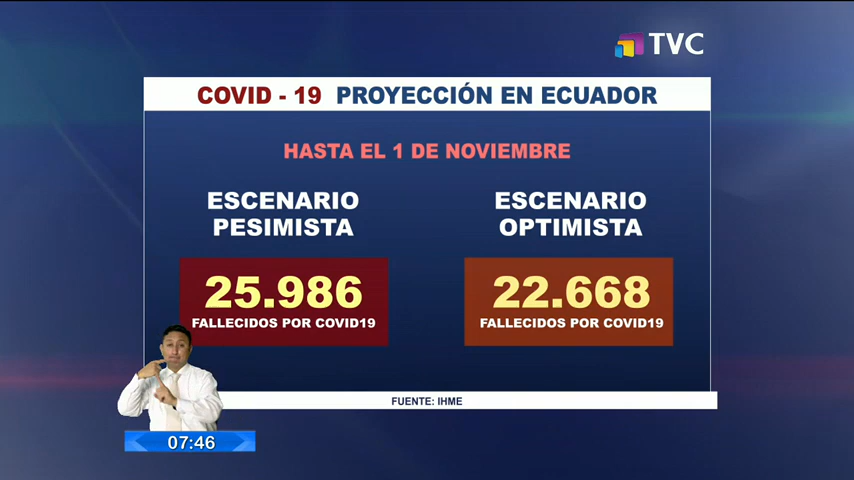 TVC
COVID - 19 PROYECCIÓN EN ECUADOR
HASTA EL 1 DE NOVIEMBRE
ESCENARIO
PESIMISTA
25.986
FALLECIDOS POR COVID19
ESCENARIO
OPTIMISTA
22.668
FALLECIDOS POR COVID19
FUENTE: IHME
07:46